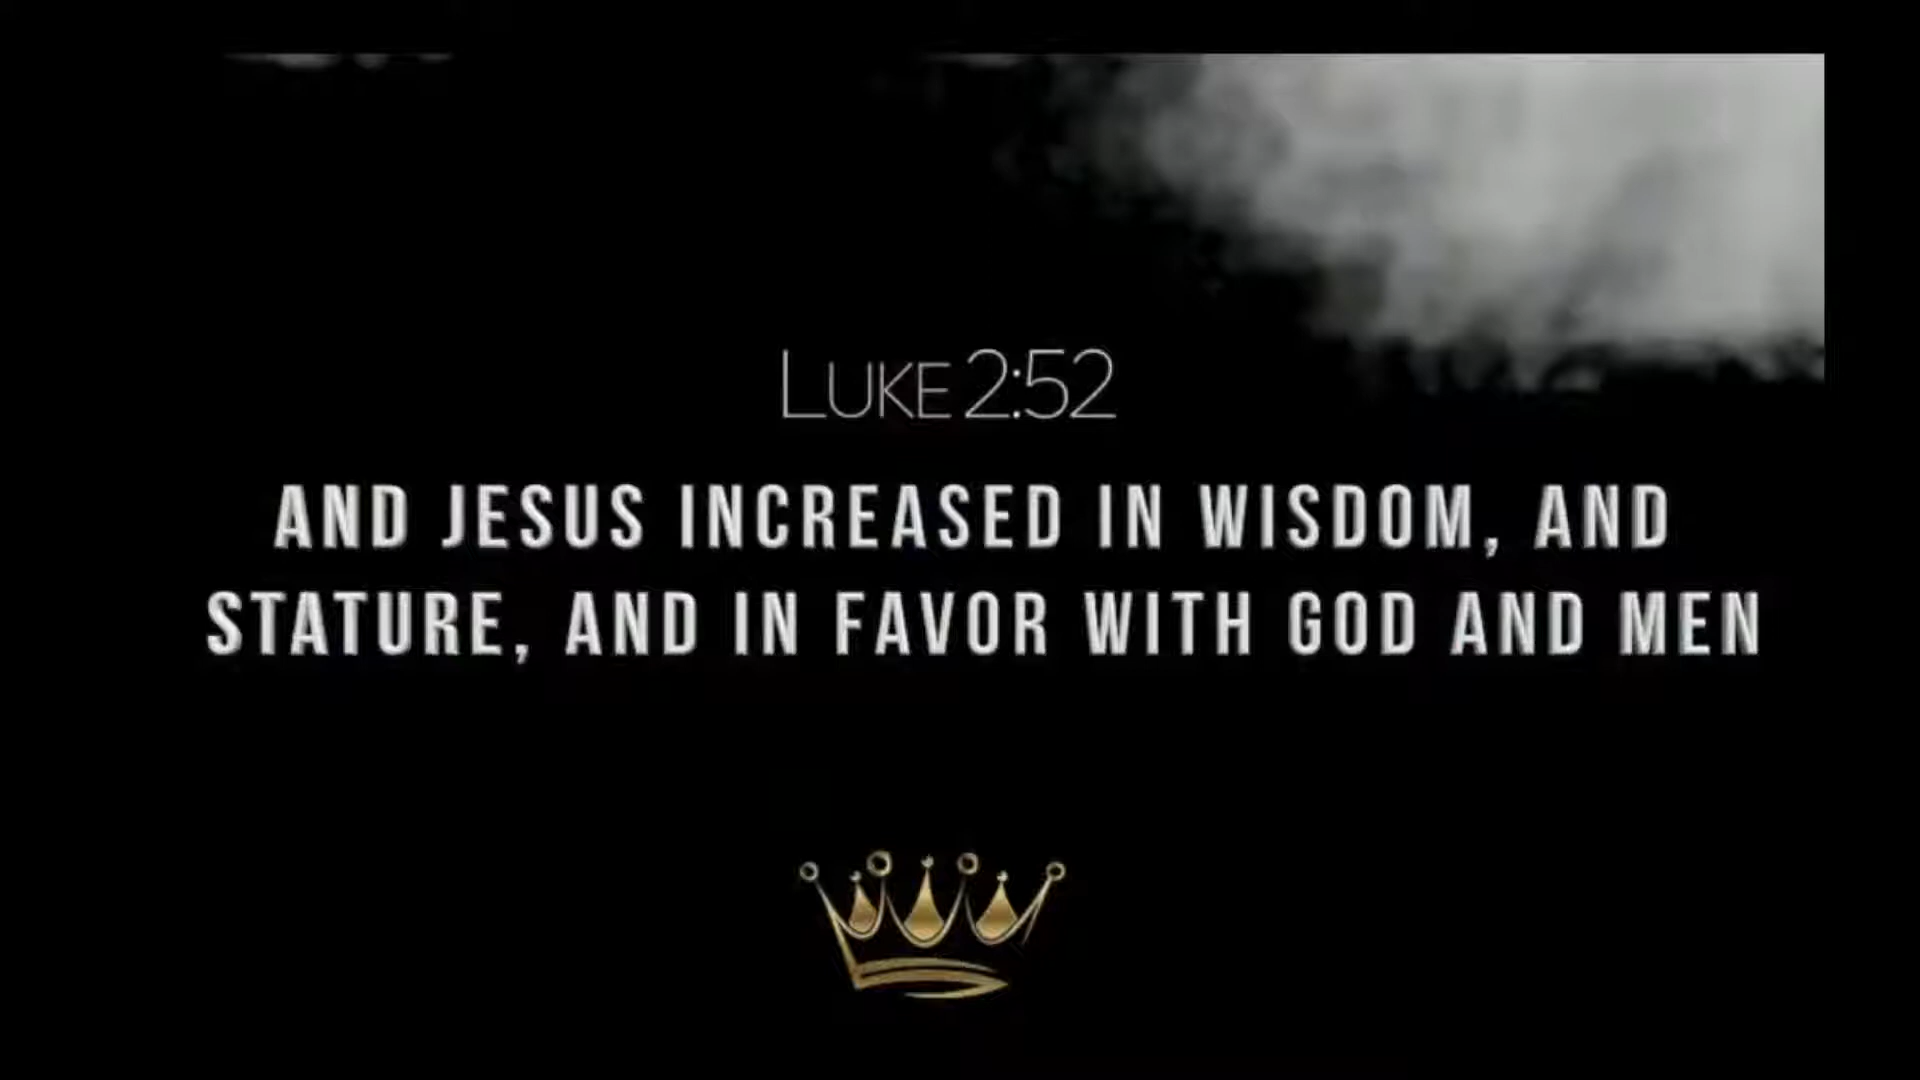 LUKE 2:52
AND JESUS INCREASED IN WISDOM, AND
STATURE, AND IN FAVOR WITH GOD AND MEN